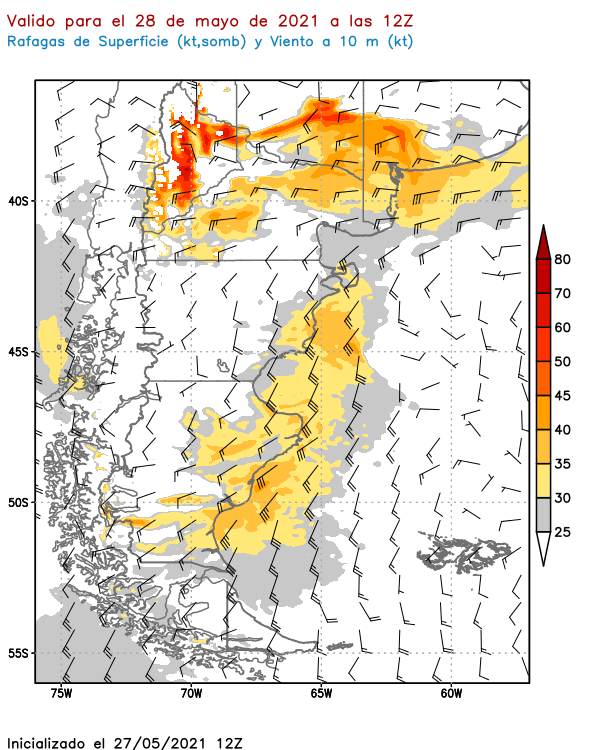 Valido para el 28 de mayo de 2021 a las 12Z
Rafagas de Superficie (kt,somb) y Viento a 10 m (kt)
40S
45S
50S
55S
75W 70W 65W 60W
80
70
60
50
45
40
35
30
25
Inicializado el 27/05/2021 12Z